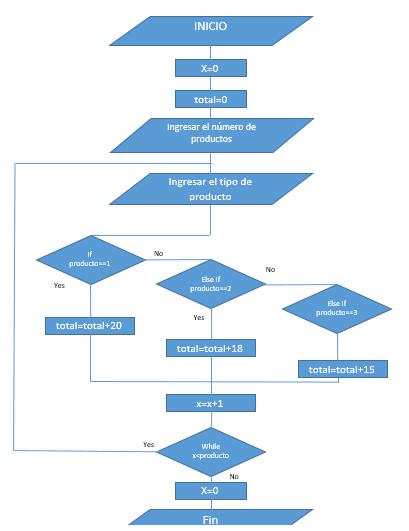 INICIO
X=0
total=0
Ingresar el número de
productos
Ingresar el tipo de
producto
If
producto==1
No
Yes
Else If
producto==2
No
Yes
Else If
producto==3
total=total+20
total=total+18
total=total+15
x=x+1
While
x<producto
Yes
No
X=0
Fin